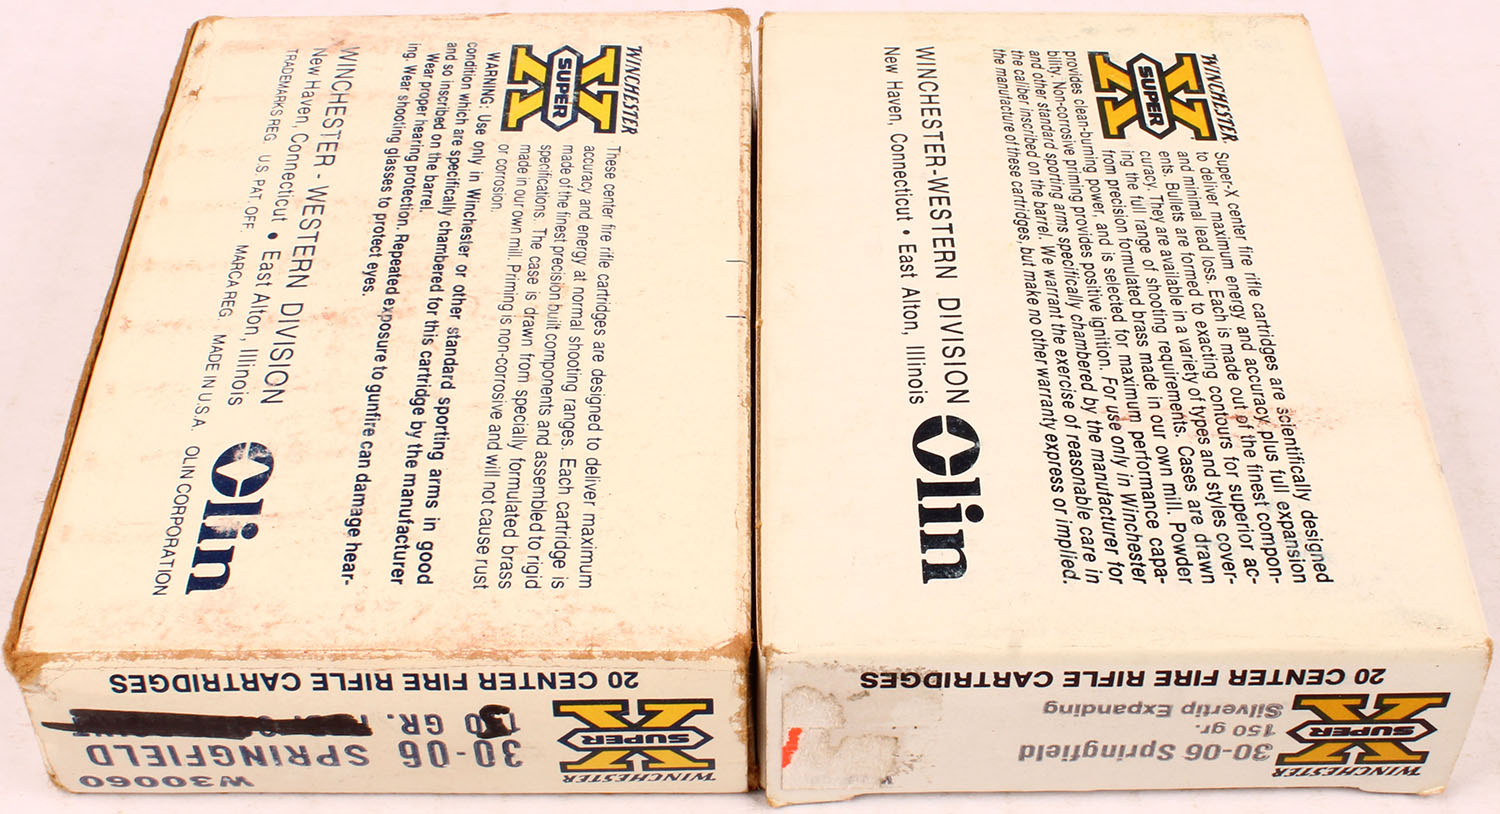 WINCHESTER
SUPER
X
These center fire rifle cartridges are designed to deliver maximum
accuracy and energy at normal shooting ranges. Each cartridge is
made of the finest precision built components and assembled to rigid
specifications. The case is drawn from specially formulated brass
made in our own mill. Priming is non-corrosive and will not cause rust
or corrosion.
WARNING: Use only in Winchester or other standard sporting arms in good
condition which are specifically chambered for this cartridge by the manufacturer
and so inscribed on the barrel.
Wear proper hearing protection. Repeated exposure to gunfire can damage hear-
ing. Wear shooting glasses to protect eyes.
WINCHESTER - WESTERN DIVISION
New Haven, Connecticut • East Alton, Illinois
Olin
TRADEMARKS REG. U.S. PAT. OFF. MARCA REG. MADE IN U.S.A. OLIN CORPORATION
20 CENTER FIRE RIFLE CARTRIDGES
WINCHESTER
SUPER
X
GR.
30-06 SPRINGFIELD
W30060
WINCHESTER
SUPER
X
Super-X center fire rifle cartridges are scientifically designed
to deliver maximum energy and accuracy plus full expansion
and minimal lead loss. Each is made out of the finest compon-
ents. Bullets are formed to exacting contours for superior ac-
curacy. They are available in a variety of types and styles cover-
ing the full range of shooting requirements. Cases are drawn
from precision formulated brass made in our own mill. Powder
provides clean-burning power, and is selected for maximum performance capa-
bility. Non-corrosive priming provides positive ignition. For use only in Winchester
and other standard sporting arms specifically chambered by the manufacturer for
the caliber inscribed on the barrel. We warrant the exercise of reasonable care in
the manufacture of these cartridges, but make no other warranty express or implied.
WINCHESTER-WESTERN DIVISION
New Haven, Connecticut • East Alton, Illinois
Olin
20 CENTER FIRE RIFLE CARTRIDGES
WINCHESTER
SUPER
X
30-06 Springfield
150 gr.
Silvertip Expanding